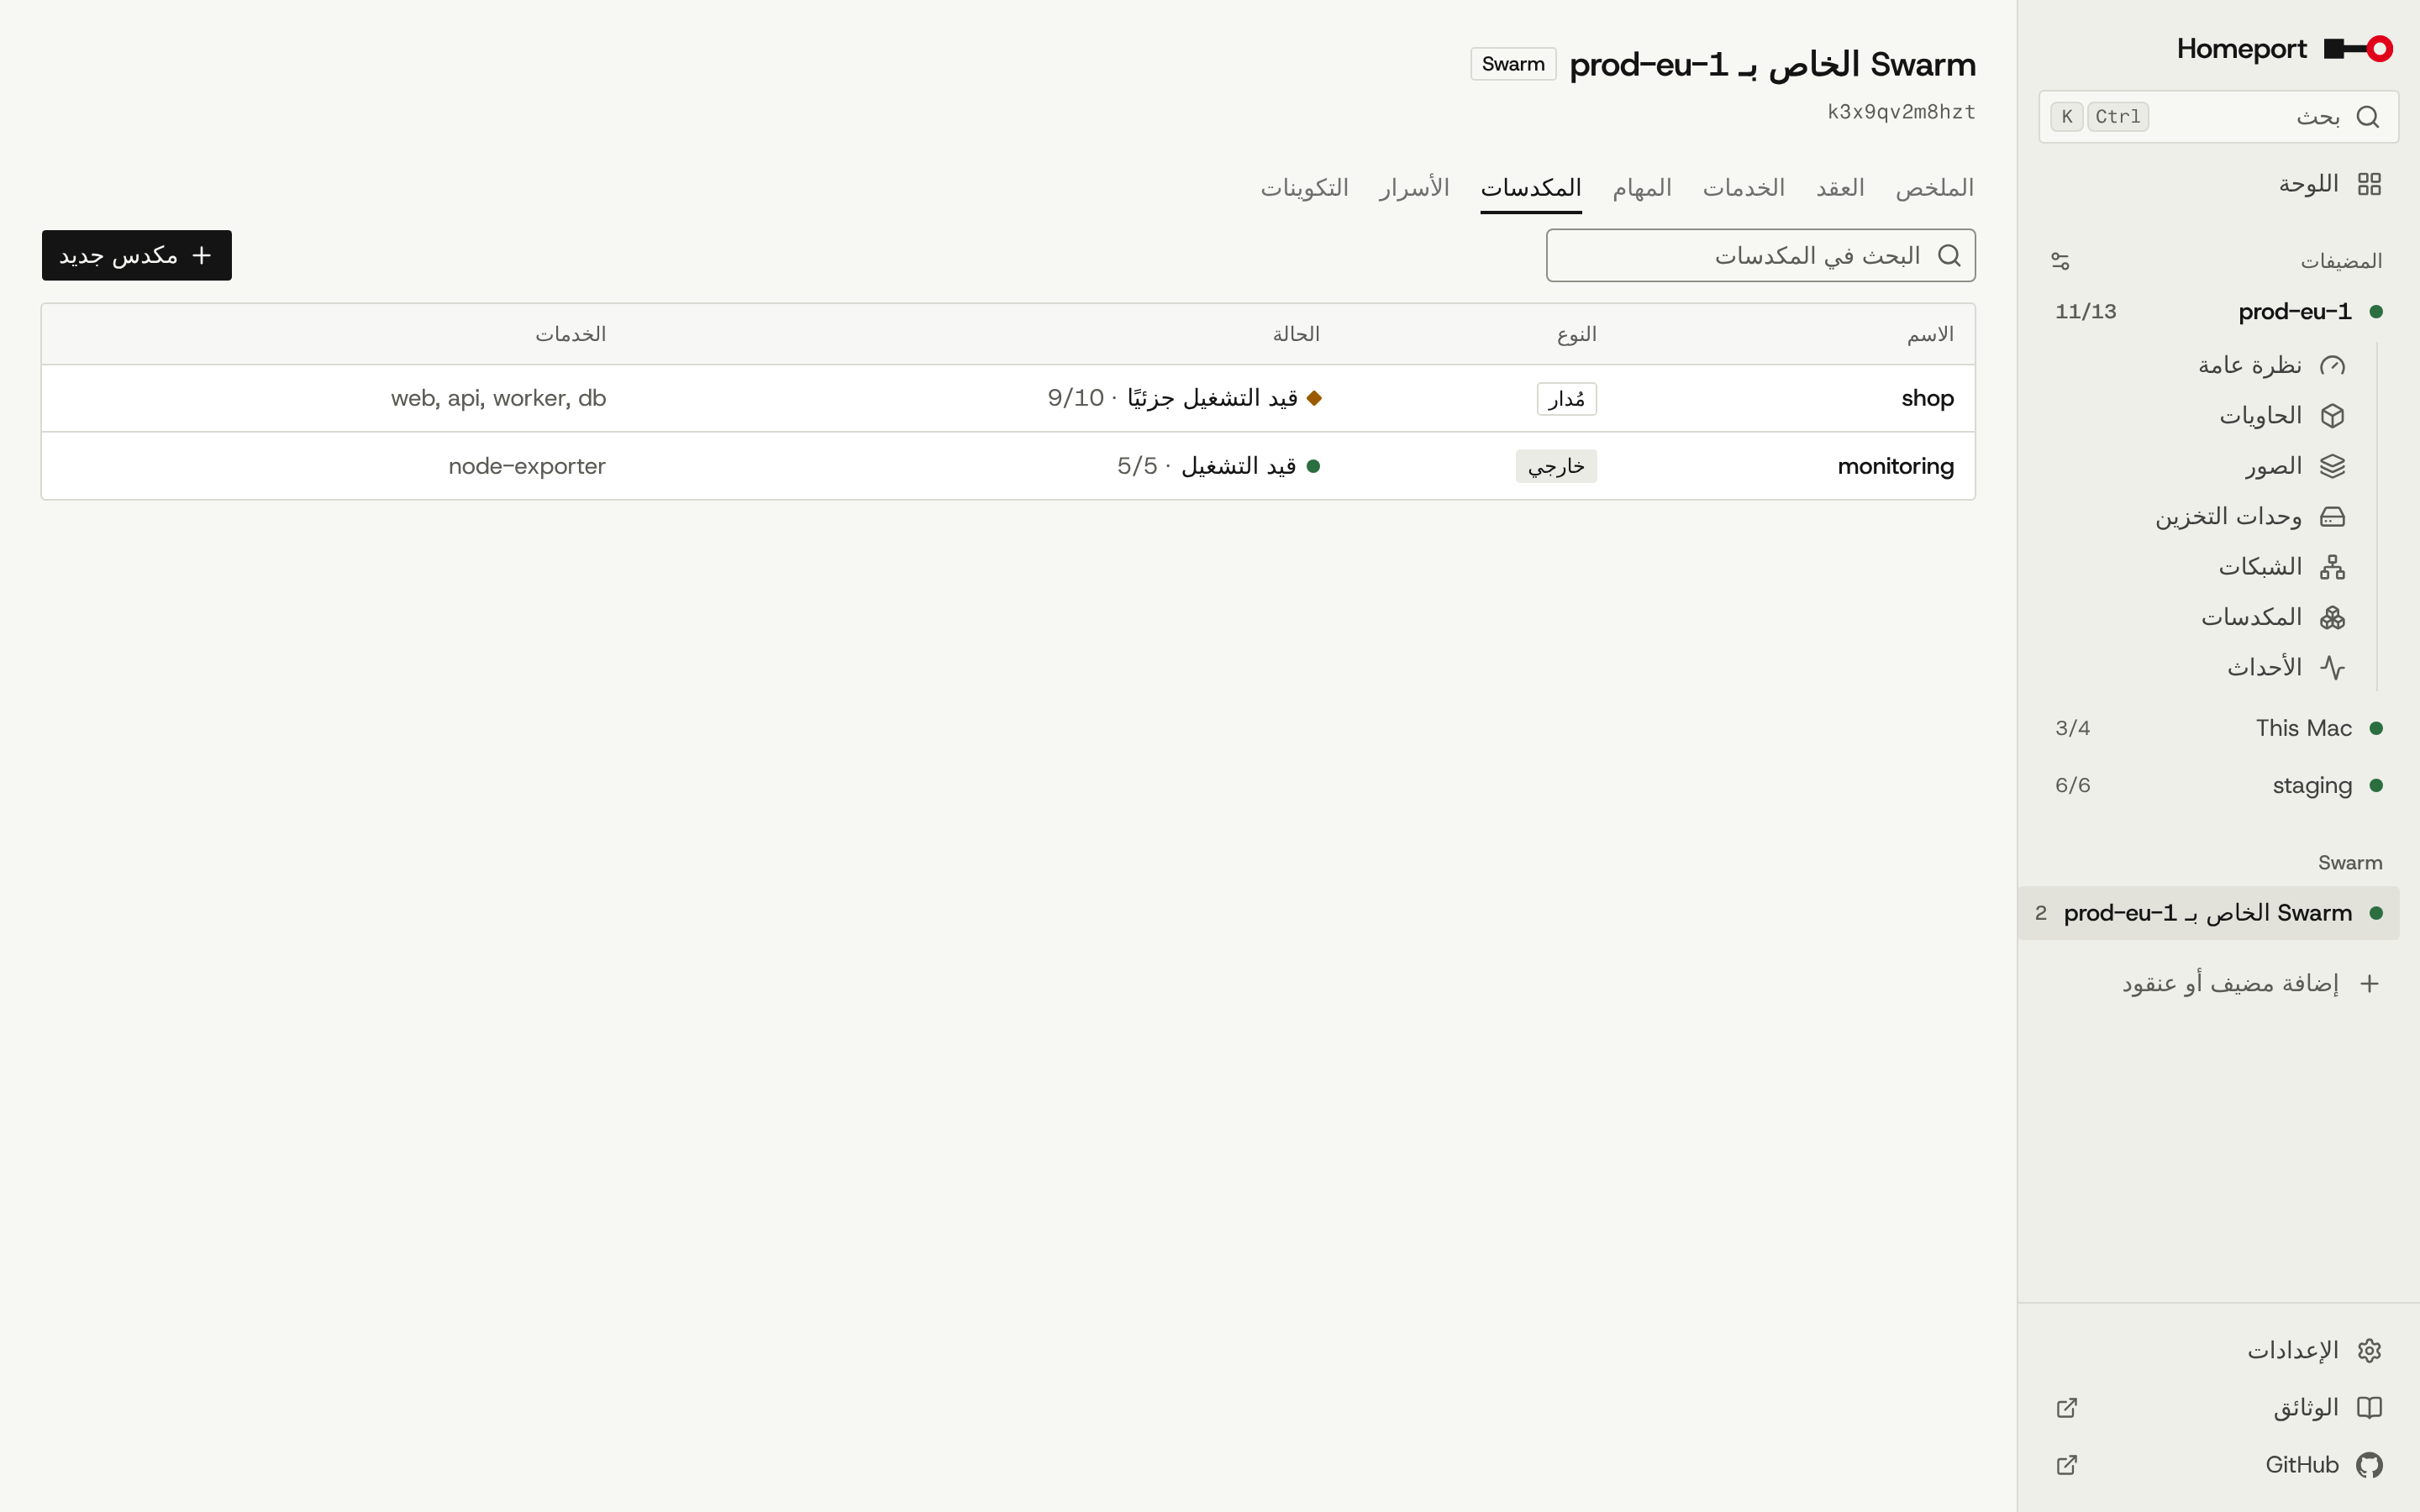 Homeport
بحث Ctrl K
اللوحة
المضيفات
prod-eu-1 11/13
نظرة عامة
الحاويات
الصور
وحدات التخزين
الشبكات
المكدسات
الأحداث
This Mac 3/4
staging 6/6
Swarm
Swarm الخاص بـ prod-eu-1 2
إضافة مضيف أو عنقود
الإعدادات
الوثائق
GitHub
Swarm الخاص بـ prod-eu-1 Swarm
k3x9qv2m8hzt
الملخص العقد الخدمات المهام المكدسات الأسرار التكوينات
البحث في المكدسات مكدس جديد
الاسم النوع الحالة الخدمات
shop مُدار قيد التشغيل جزئيًا · 9/10 web, api, worker, db
monitoring خارجي قيد التشغيل · 5/5 node-exporter